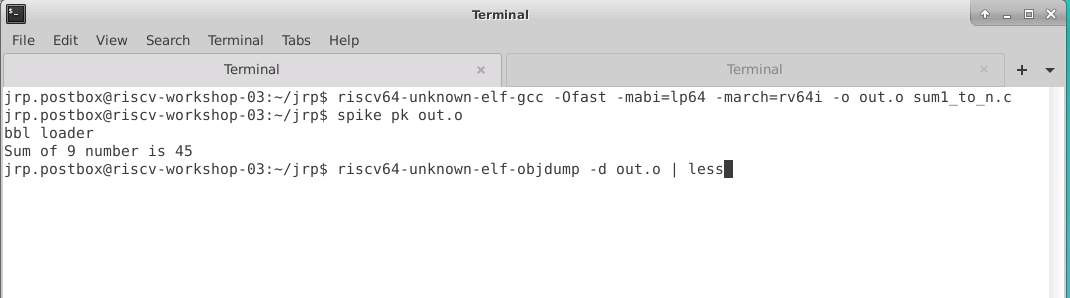 Terminal
File Edit View Search Terminal Tabs Help
Terminal × Terminal ×
jrp.postbox@riscv-workshop-03:~/jrp$ riscv64-unknown-elf-gcc -Ofast -mabi=lp64 -march=rv64i -o out.o sum1_to_n.c
jrp.postbox@riscv-workshop-03:~/jrp$ spike pk out.o
bbl loader
Sum of 9 number is 45
jrp.postbox@riscv-workshop-03:~/jrp$ riscv64-unknown-elf-objdump -d out.o | less